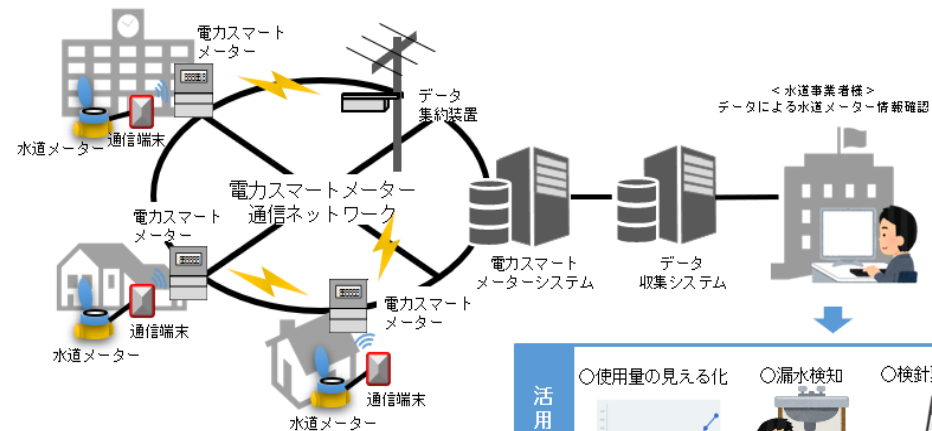 電力スマート
メーター
データ
集約装置
<水道事業者様>
データによる水道メーター情報確認
通信端末
水道メーター
電力スマートメーター
通信ネットワーク
電力スマート
メーター
電力スマート
メーターシステム
データ
収集システム
電力スマート
メーター
通信端末
水道メーター
通信端末
水道メーター
活用
○使用量の見える化
○漏水検知
○検針